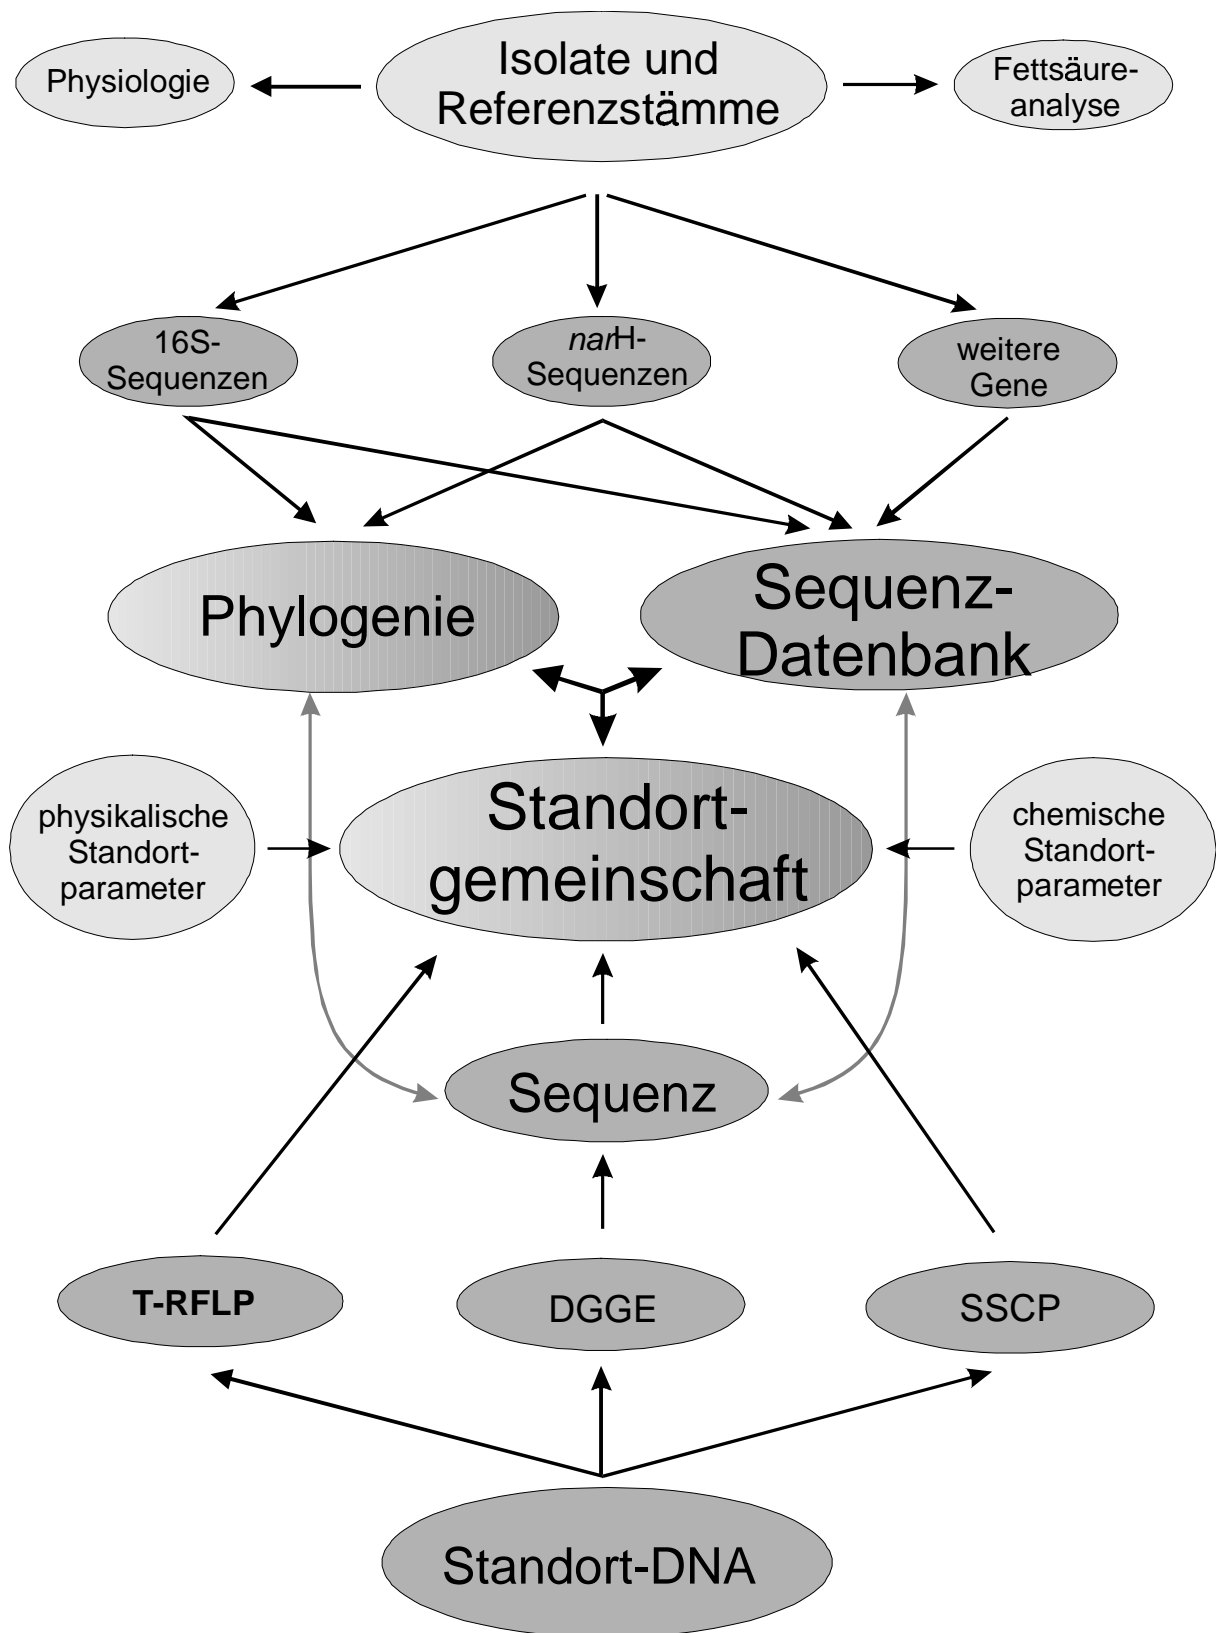 Isolate und
Referenzstämme
Physiologie
Fettsäure-
analyse
16S-
Sequenzen
narH-
Sequenzen
weitere
Gene
Phylogenie
Sequenz-
Datenbank
Standort-
gemeinschaft
physikalische
Standort-
parameter
chemische
Standort-
parameter
Sequenz
T-RFLP
DGGE
SSCP
Standort-DNA